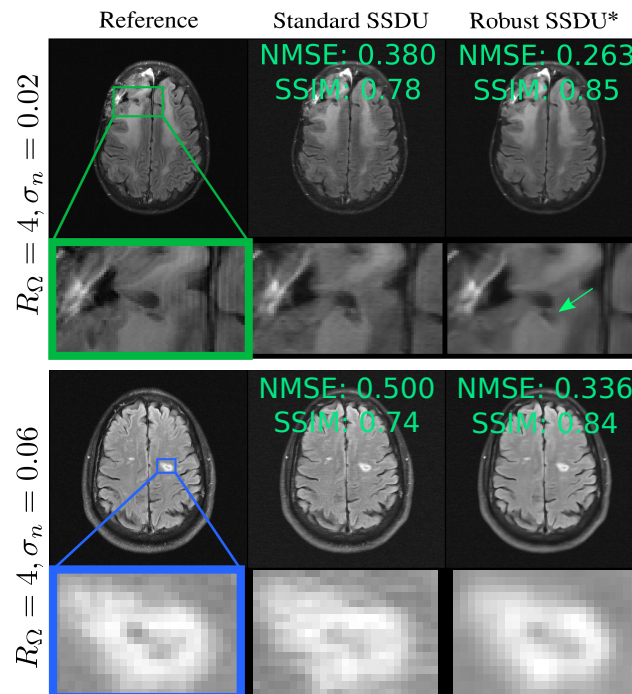 Reference Standard SSDU Robust SSDU*
R_Ω = 4, σ_n = 0.02
NMSE: 0.380
SSIM: 0.78
NMSE: 0.263
SSIM: 0.85
R_Ω = 4, σ_n = 0.06
NMSE: 0.500
SSIM: 0.74
NMSE: 0.336
SSIM: 0.84